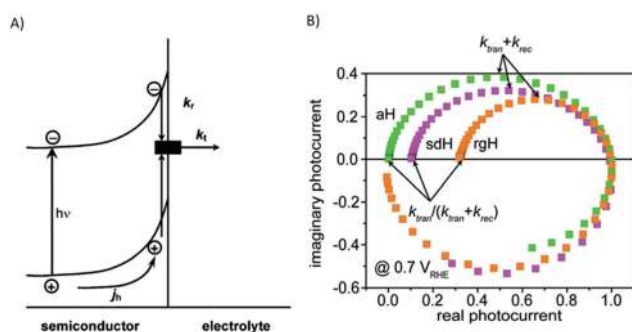 A)
hν
j_h
k_r
k_t
semiconductor
electrolyte
B)
k_tran+k_rec
aH
sdH
rgH
k_tran/(k_tran+k_rec)
@ 0.7 V_RHE
imaginary photocurrent
0.4
0.2
0.0
-0.2
-0.4
-0.6
0.0 0.2 0.4 0.6 0.8 1.0
real photocurrent